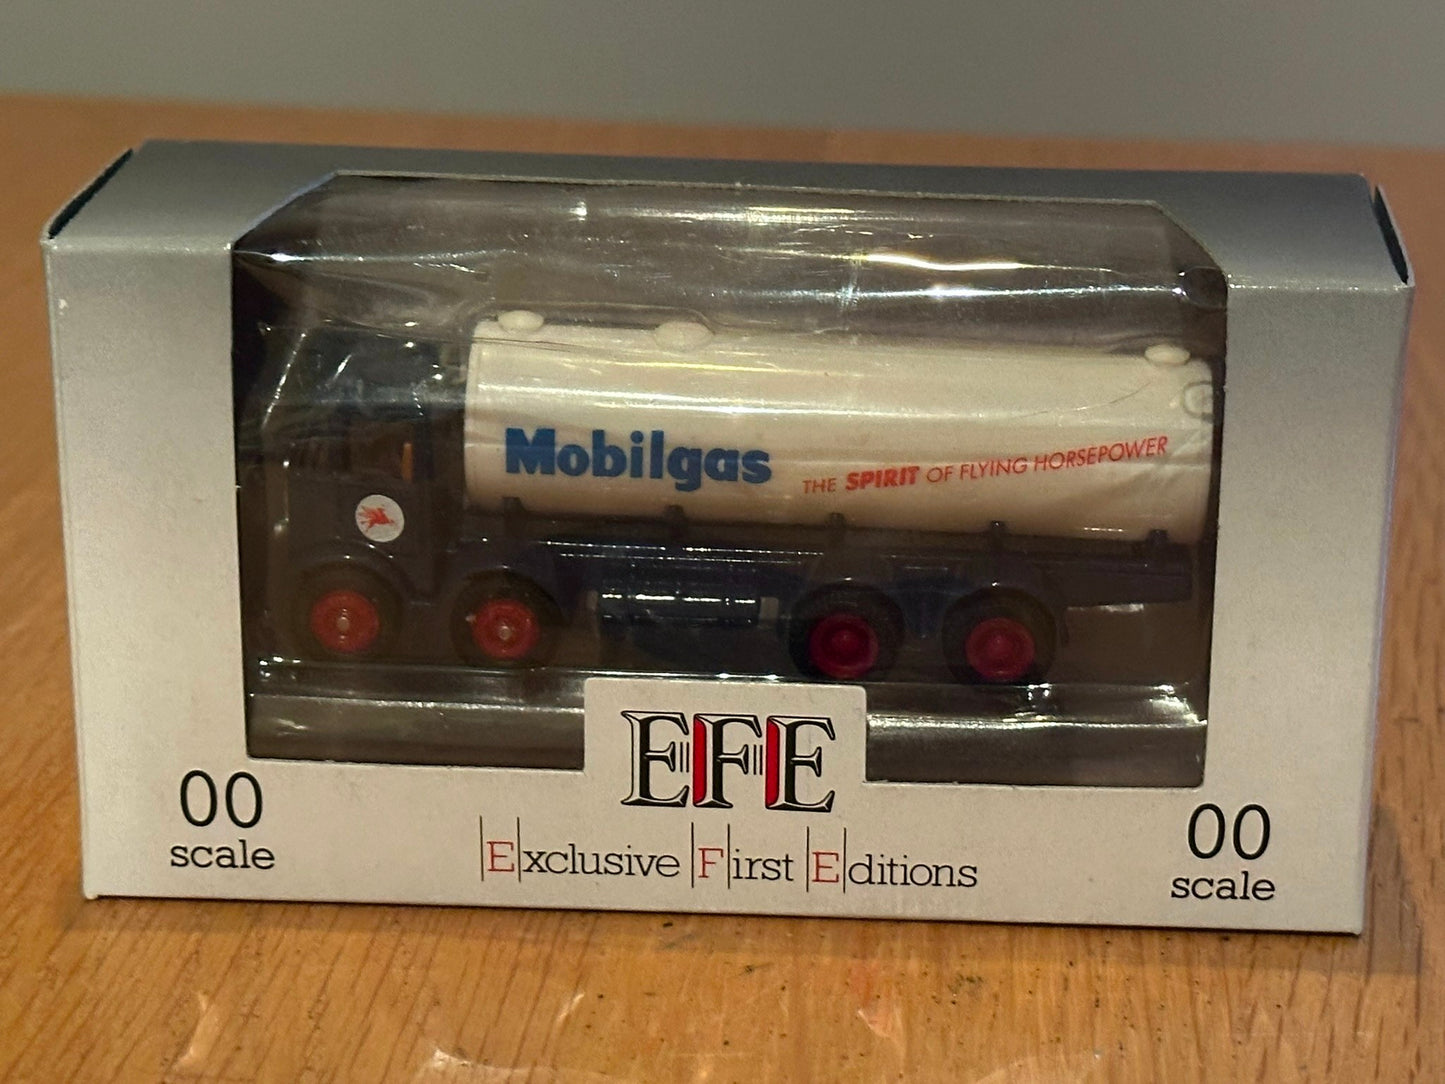 Mobilgas
THE SPIRIT OF FLYING HORSEPOWER
EFE
Exclusive First Editions
00
scale
00
scale